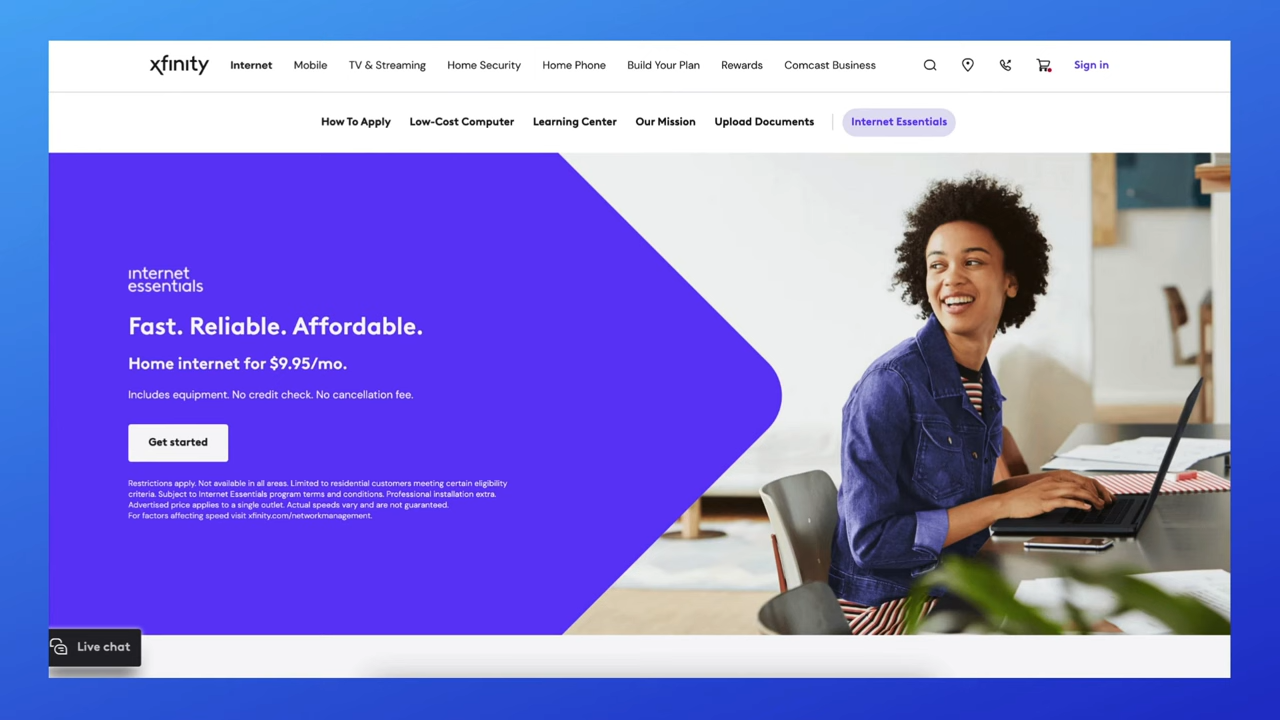 xfinity Internet Mobile TV & Streaming Home Security Home Phone Build Your Plan Rewards Comcast Business Sign in
How To Apply Low-Cost Computer Learning Center Our Mission Upload Documents Internet Essentials
internet
essentials
Fast. Reliable. Affordable.
Home internet for $9.95/mo.
Includes equipment. No credit check. No cancellation fee.
Get started
Restrictions apply. Not available in all areas. Limited to residential customers meeting certain eligibility
criteria. Subject to Internet Essentials program terms and conditions. Professional installation extra.
Advertised price applies to a single outlet. Actual speeds vary and are not guaranteed.
For factors affecting speed visit xfinity.com/networkmanagement.
Live chat